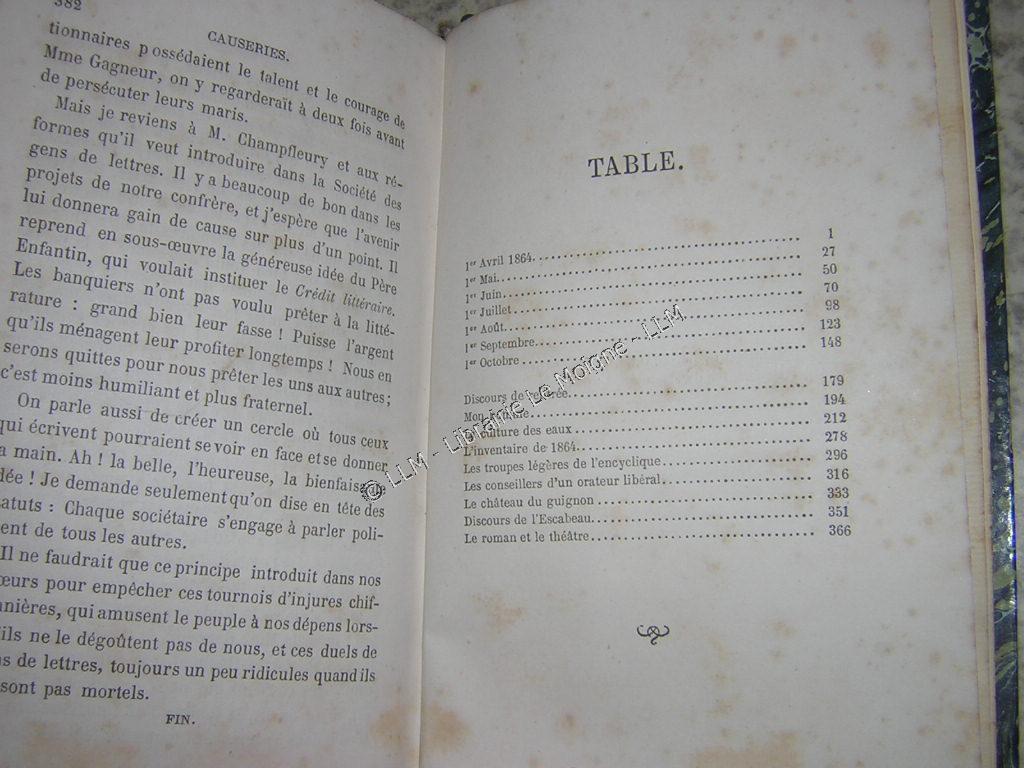 382
CAUSERIES.
tionnaires possédaient le talent et le courage de
Mme Gagneur, on y regarderait à deux fois avant
de persécuter leurs maris.
Mais je reviens à M. Champfleury et aux ré-
formes qu'il veut introduire dans la Société des
gens de lettres. Il y a beaucoup de bon dans les
projets de notre confrère, et j'espère que l'avenir
lui donnera gain de cause sur plus d'un point. Il
reprend en sous-œuvre la généreuse idée du Père
Enfantin, qui voulait instituer le Crédit littéraire.
Les banquiers n'ont pas voulu prêter à la litté-
rature : grand bien leur fasse ! Puisse l'argent
qu'ils ménagent leur profiter longtemps ! Nous en
serons quittes pour nous prêter les uns aux autres;
c'est moins humiliant et plus fraternel.
On parle aussi de créer un cercle où tous ceux
qui écrivent pourraient se voir en face et se donner
a main. Ah ! la belle, l'heureuse, la bienfaisante
dée ! Je demande seulement qu'on dise en tête des
tatuts : Chaque sociétaire s'engage à parler poli-
ent de tous les autres.
Il ne faudrait que ce principe introduit dans nos
œurs pour empêcher ces tournois d'injures chif-
nnières, qui amusent le peuple à nos dépens lors-
'ils ne le dégoûtent pas de nous, et ces duels de
s de lettres, toujours un peu ridicules quand ils
sont pas mortels.
FIN.
TABLE.
1er Avril 1864. 1
1er Mai. 27
1er Juin. 50
1er Juillet. 70
1er Août. 98
1er Septembre. 123
1er Octobre 148
Discours de rentrée. 179
Mon 194
culture des eaux 212
L'inventaire de 1864. 278
Les troupes légères de l'encyclique 296
Les conseillers d'un orateur libéral. 316
Le château du guignon 333
Discours de l'Escabeau. 351
Le roman et le théâtre. 366
© LLM - Librairie Le Moigne - LLM